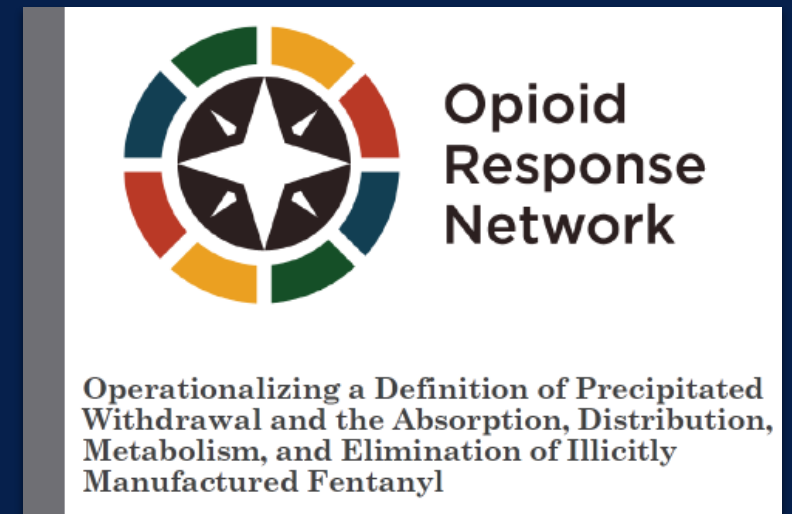 Opioid
Response
Network
Operationalizing a Definition of Precipitated
Withdrawal and the Absorption, Distribution,
Metabolism, and Elimination of Illicitly
Manufactured Fentanyl